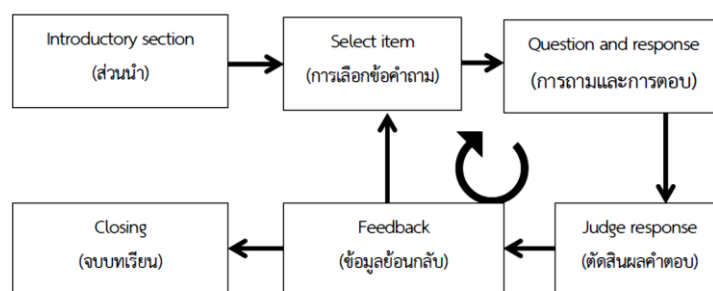 Introductory section
(ส่วนนำ)
Select item
(การเลือกข้อคำถาม)
Question and response
(การถามและการตอบ)
Closing
(จบบทเรียน)
Feedback
(ข้อมูลย้อนกลับ)
Judge response
(ตัดสินผลคำตอบ)